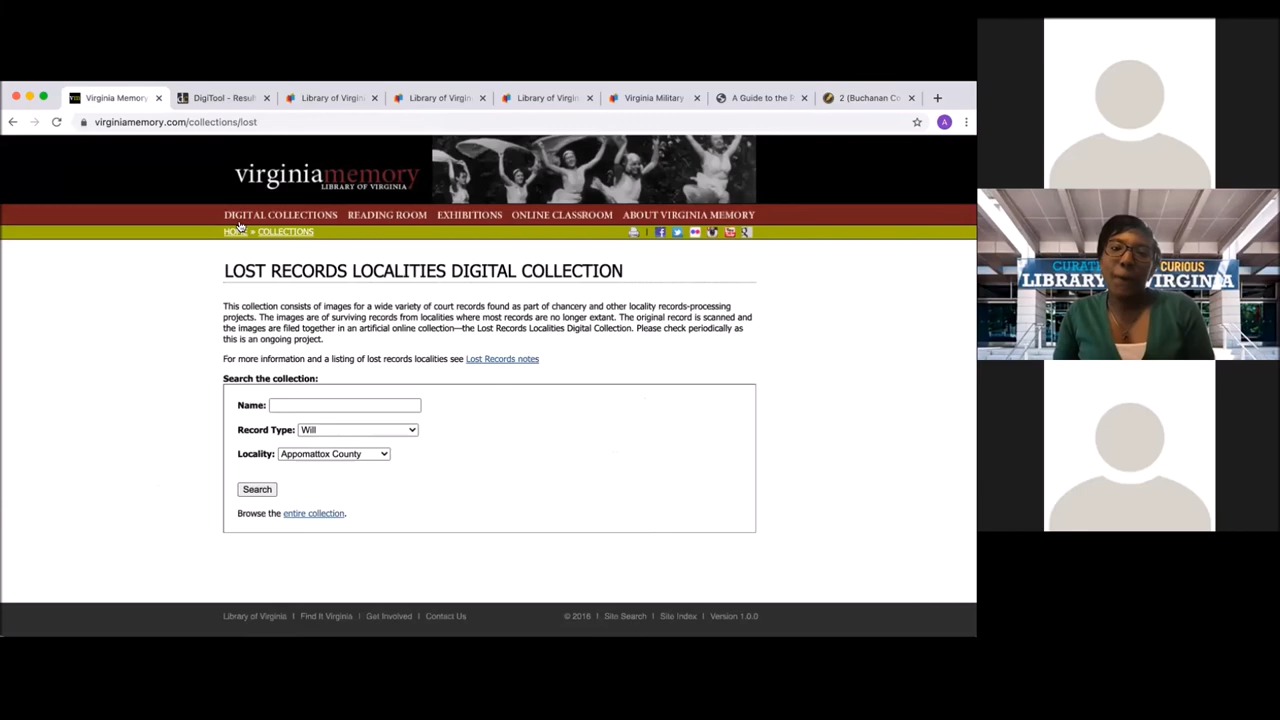 Virginia Memory
DigiTool - Resul
Library of Virgin
Library of Virgin
Library of Virgin
Virginia Military
A Guide to the R
2 (Buchanan Co
virginiamemory.com/collections/lost
A
virginiamemory
LIBRARY OF VIRGINIA
DIGITAL COLLECTIONS READING ROOM EXHIBITIONS ONLINE CLASSROOM ABOUT VIRGINIA MEMORY
HOME » COLLECTIONS
LOST RECORDS LOCALITIES DIGITAL COLLECTION
This collection consists of images for a wide variety of court records found as part of chancery and other locality records-processing
projects. The images are of surviving records from localities where most records are no longer extant. The original record is scanned and
the images are filed together in an artificial online collection—the Lost Records Localities Digital Collection. Please check periodically as
this is an ongoing project.
For more information and a listing of lost records localities see Lost Records notes
Search the collection:
Name:
Record Type: Will
Locality: Appomattox County
Search
Browse the entire collection.
Library of Virginia | Find It Virginia | Get Involved | Contact Us
© 2016 | Site Search | Site Index | Version 1.0.0
CURIOUS
LIBRARY VIRGINIA